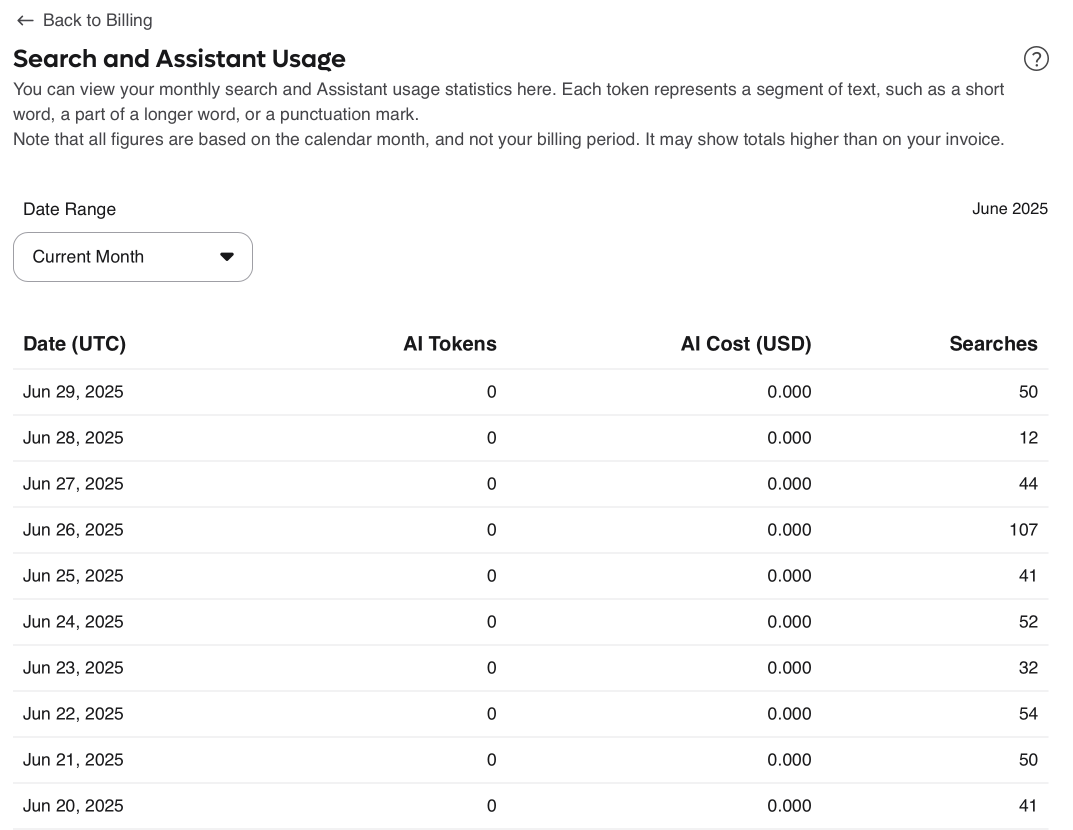 ← Back to Billing
Search and Assistant Usage
?
You can view your monthly search and Assistant usage statistics here. Each token represents a segment of text, such as a short
word, a part of a longer word, or a punctuation mark.
Note that all figures are based on the calendar month, and not your billing period. It may show totals higher than on your invoice.
Date Range June 2025
Current Month
Date (UTC) AI Tokens AI Cost (USD) Searches
Jun 29, 2025 0 0.000 50
Jun 28, 2025 0 0.000 12
Jun 27, 2025 0 0.000 44
Jun 26, 2025 0 0.000 107
Jun 25, 2025 0 0.000 41
Jun 24, 2025 0 0.000 52
Jun 23, 2025 0 0.000 32
Jun 22, 2025 0 0.000 54
Jun 21, 2025 0 0.000 50
Jun 20, 2025 0 0.000 41